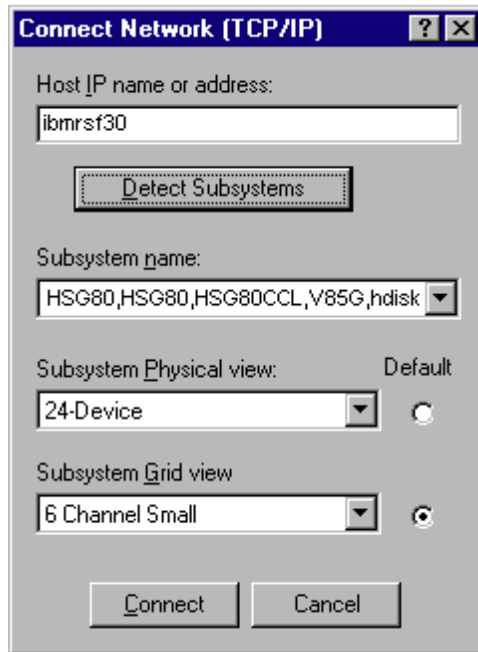 Connect Network (TCP/IP)
Host IP name or address:
ibmrsf30
Detect Subsystems
Subsystem name:
HSG80,HSG80,HSG80CCL,V85G,hdisk
Subsystem Physical view: Default
24-Device
Subsystem Grid view
6 Channel Small
Connect Cancel